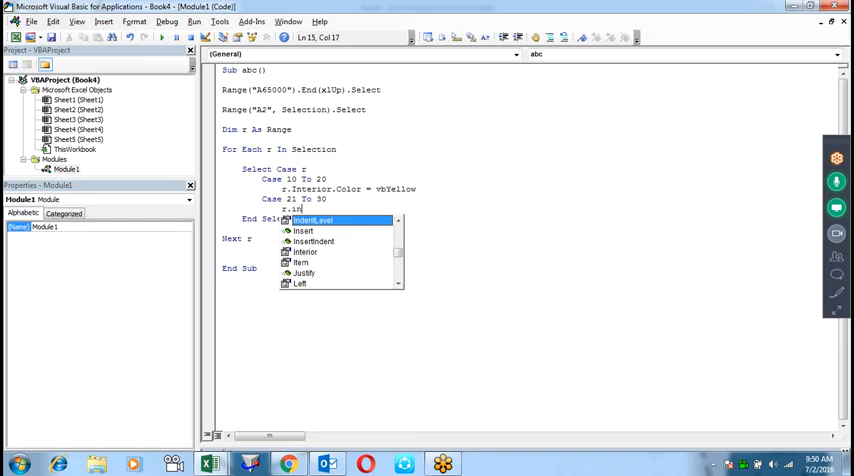 Microsoft Visual Basic for Applications - Book4 - [Module1 (Code)]
File Edit View Insert Format Debug Run Tools Add-Ins Window Help
Ln 15, Col 17
Project - VBAProject
VBAProject (Book4)
Microsoft Excel Objects
Sheet1 (Sheet1)
Sheet2 (Sheet2)
Sheet3 (Sheet3)
Sheet4 (Sheet4)
Sheet5 (Sheet5)
ThisWorkbook
Modules
Module1
Properties - Module1
Module1 Module
Alphabetic Categorized
(Name) Module1
(General) abc
Sub abc()
Range("A65000").End(xlUp).Select
Range("A2", Selection).Select
Dim r As Range
For Each r In Selection
Select Case r
Case 10 To 20
r.Interior.Color = vbYellow
Case 21 To 30
r.in
End Sele
IndentLevel
Insert
InsertIndent
Interior
Item
Justify
Left
Next r
End Sub
9:50 AM
7/2/2016